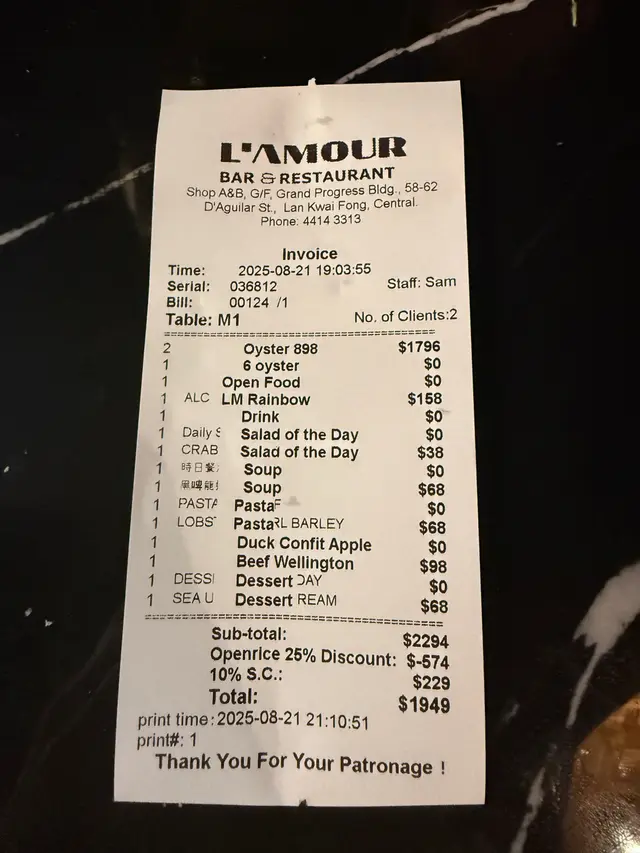 L'AMOUR
BAR & RESTAURANT
Shop A&B, G/F, Grand Progress Bldg., 58-62
D'Aguilar St., Lan Kwai Fong, Central.
Phone: 4414 3313
Invoice
Time: 2025-08-21 19:03:55
Serial: 036812 Staff: Sam
Bill: 00124 /1
Table: M1 No. of Clients:2
2 Oyster 898 $1796
1 6 oyster $0
1 Open Food $0
1 ALC LM Rainbow $158
1 Drink $0
1 Daily Salad of the Day $0
1 CRAB Salad of the Day $38
1 時日餐 Soup $0
1 Soup $68
1 PASTA Pasta $0
1 LOBS Pasta RL BARLEY $68
1 Duck Confit Apple $0
1 Beef Wellington $98
1 DESSI Dessert DAY $0
1 SEA U Dessert REAM $68
Sub-total: $2294
Openrice 25% Discount: $-574
10% S.C.: $229
Total: $1949
print time: 2025-08-21 21:10:51
print#: 1
Thank You For Your Patronage !